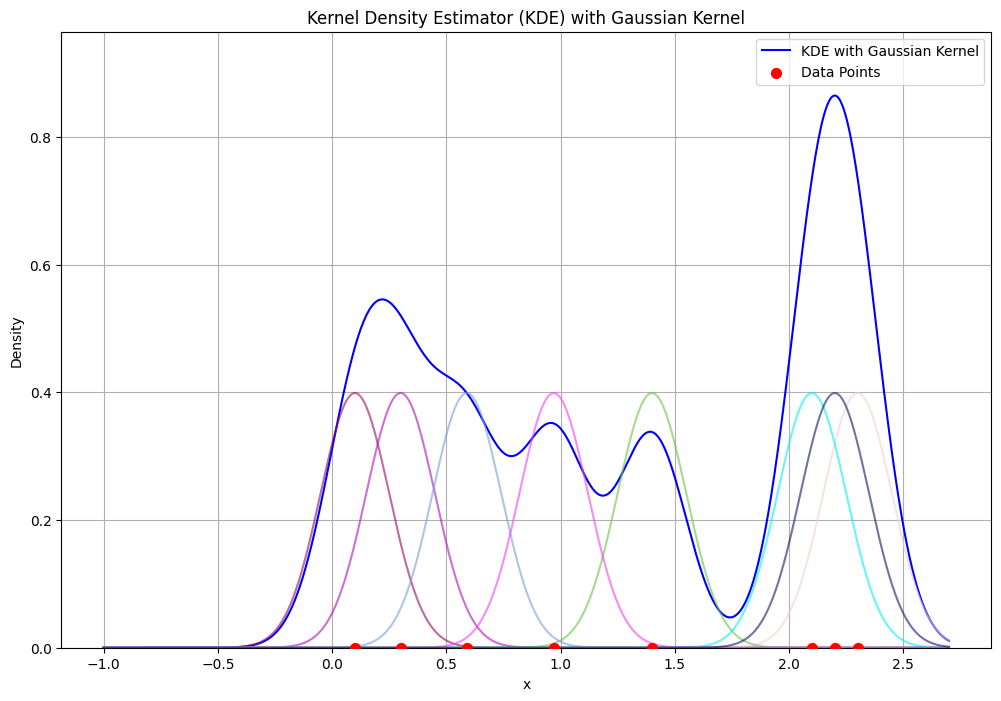 Kernel Density Estimator (KDE) with Gaussian Kernel
KDE with Gaussian Kernel
Data Points
Density
0.8
0.6
0.4
0.2
0.0
−1.0 −0.5 0.0 0.5 1.0 1.5 2.0 2.5
x